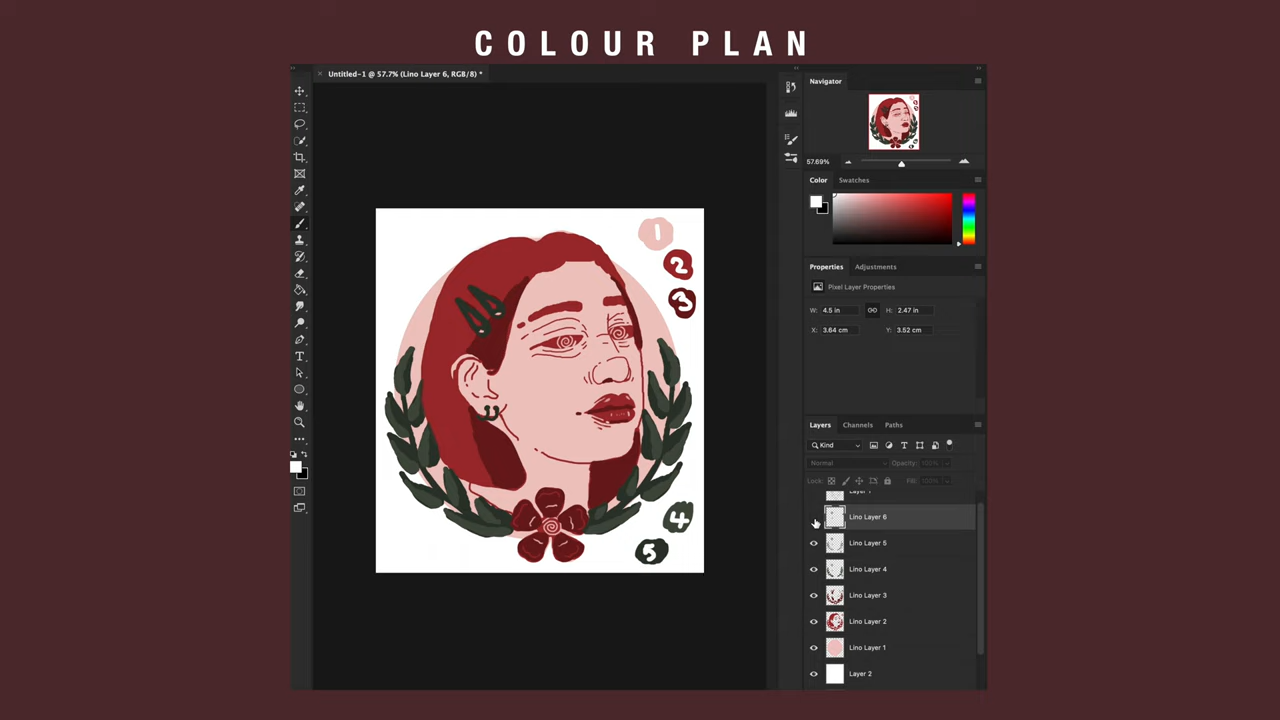 COLOUR PLAN
Untitled-1 @ 57.7% (Lino Layer 6, RGB/8) *
Navigator
57.69%
Color Swatches
Properties Adjustments
Pixel Layer Properties
W: 4.5 in H: 2.47 in
X: 3.64 cm Y: 3.52 cm
1
2
3
4
5
Layers Channels Paths
Kind
Normal Opacity: 100%
Lock: Fill: 100%
Lino Layer 6
Lino Layer 5
Lino Layer 4
Lino Layer 3
Lino Layer 2
Lino Layer 1
Layer 2